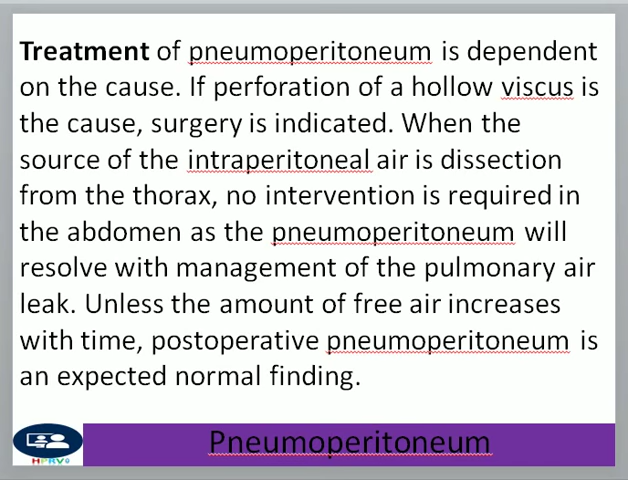 Treatment of pneumoperitoneum is dependent
on the cause. If perforation of a hollow viscus is
the cause, surgery is indicated. When the
source of the intraperitoneal air is dissection
from the thorax, no intervention is required in
the abdomen as the pneumoperitoneum will
resolve with management of the pulmonary air
leak. Unless the amount of free air increases
with time, postoperative pneumoperitoneum is
an expected normal finding.
Pneumoperitoneum